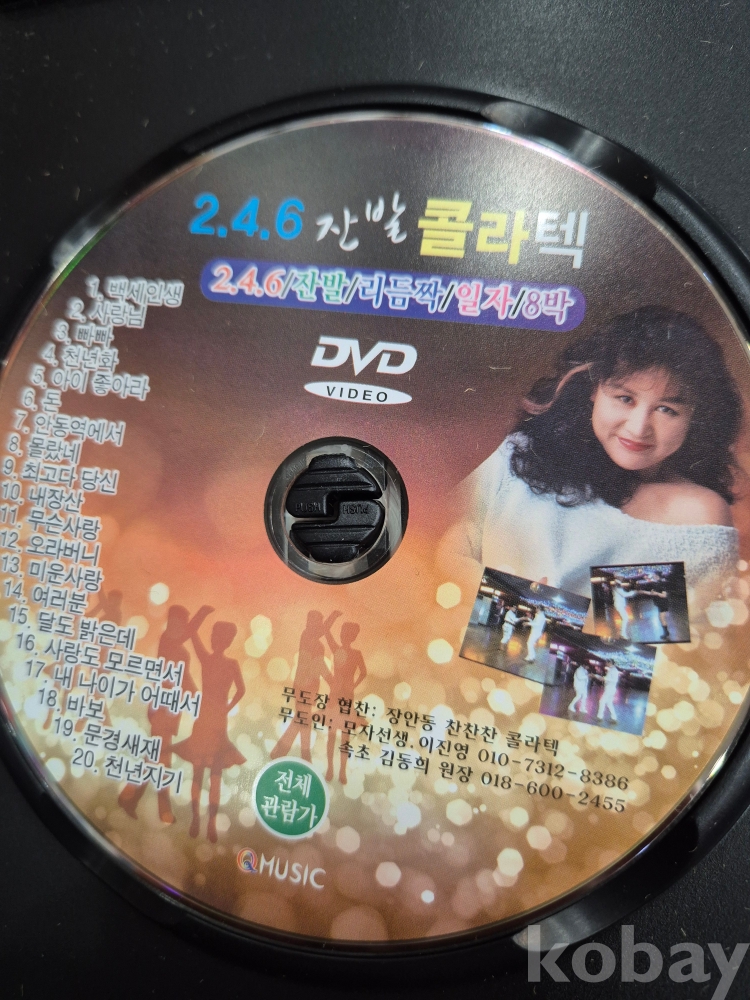 2.4.6 잔발 콜라텍
2.4.6/잔발/리듬짝/일자/8박
DVD
VIDEO
1. 백세인생
2. 사랑님
3. 빠빠
4. 천년화
5. 아이 좋아라
6. 돈
7. 안동역에서
8. 몰랐네
9. 최고다 당신
10. 내장산
11. 무슨사랑
12. 오라버니
13. 미운사랑
14. 여러분
15. 달도 밝은데
16. 사랑도 모르면서
17. 내 나이가 어때서
18. 바보
19. 문경새재
20. 천년지기
PUSH
무도장 협찬: 장안동 찬찬찬 콜라텍
무도인: 모자선생. 이진영 010-7312-8386
속초 김동희 원장 018-600-2455
전체
관람가
QMUSIC
kobay